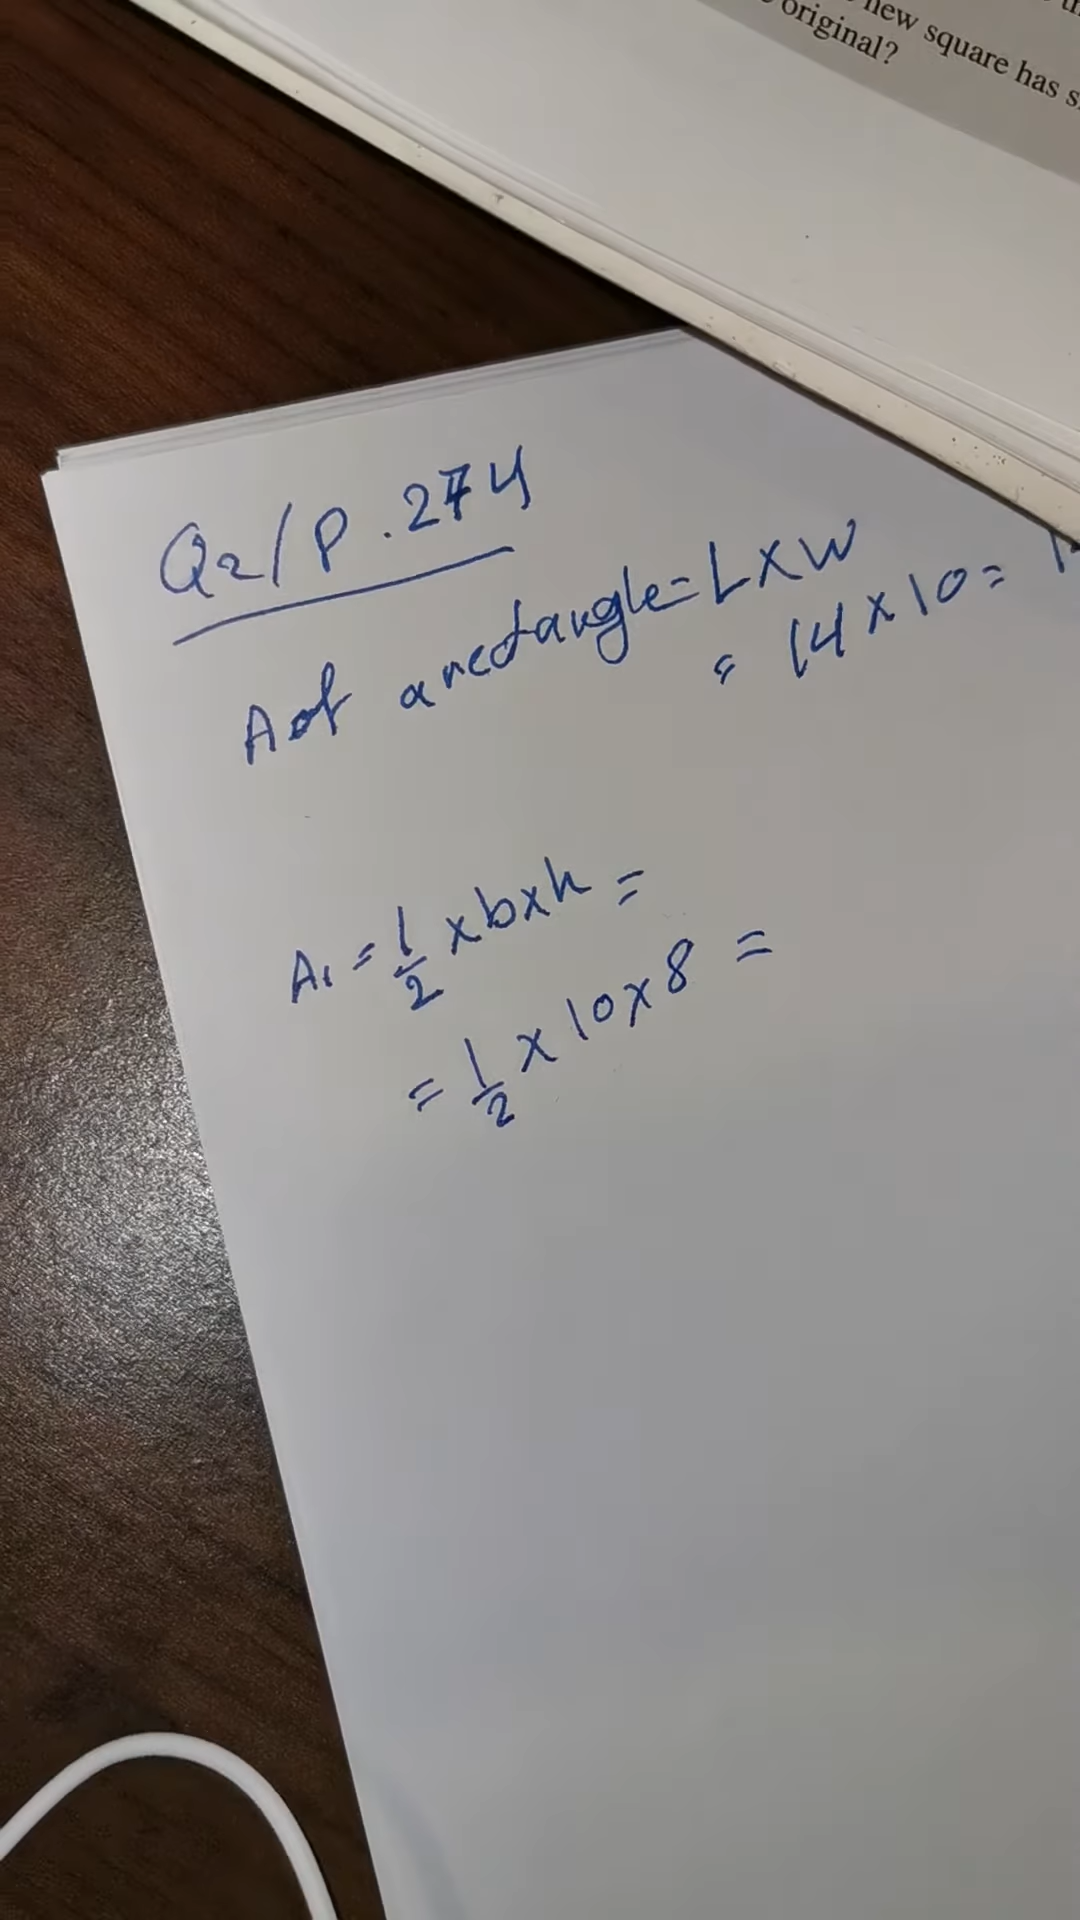 new square has
original?
Q2/P.274
A of a rectangle = L x W
= 14 x 10 =
A1 = 1/2 x b x h =
= 1/2 x 10 x 8 =